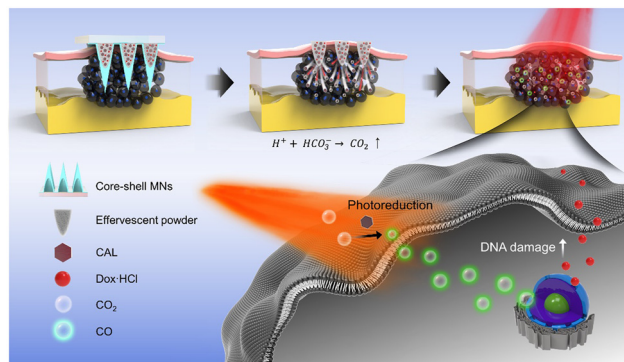 H⁺ + HCO₃⁻ → CO₂ ↑
Core-shell MNs
Effervescent powder
CAL
Dox·HCl
CO₂
CO
Photoreduction
DNA damage ↑